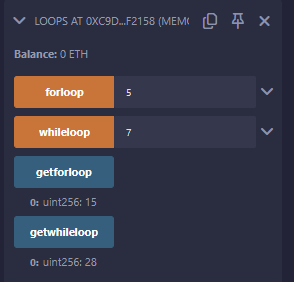 LOOPS AT 0XC9D...F2158 (MEMO
Balance: 0 ETH
forloop 5
whileloop 7
getforloop
0: uint256: 15
getwhileloop
0: uint256: 28